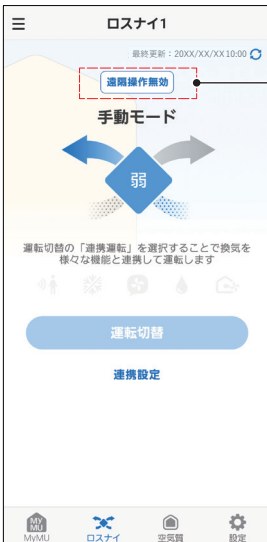 ロスナイ1
最終更新：20XX/XX/XX 10:00
遠隔操作無効
手動モード
弱
運転切替の「連携運転」を選択することで換気を
様々な機能と連携して運転します
運転切替
連携設定
MY
MU
MyMU
ロスナイ
空気質
設定